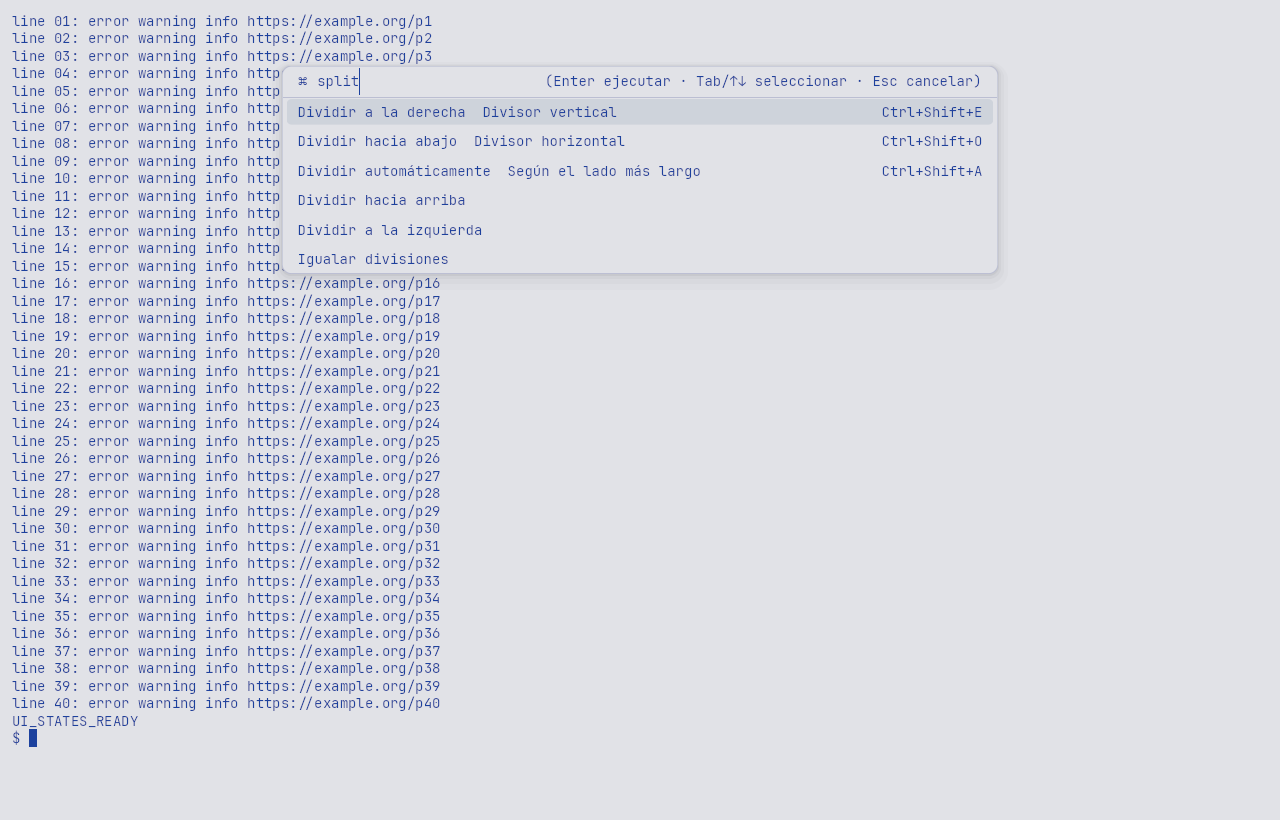 line 01: error warning info https://example.org/p1
line 02: error warning info https://example.org/p2
line 03: error warning info https://example.org/p3
line 04: error warning info http
⌘ split (Enter ejecutar · Tab/↑↓ seleccionar · Esc cancelar)
line 05: error warning info http
line 06: error warning info http
Dividir a la derecha Divisor vertical Ctrl+Shift+E
line 07: error warning info http
line 08: error warning info http
Dividir hacia abajo Divisor horizontal Ctrl+Shift+O
line 09: error warning info http
Dividir automáticamente Según el lado más largo Ctrl+Shift+A
line 10: error warning info http
line 11: error warning info http
Dividir hacia arriba
line 12: error warning info http
line 13: error warning info http
Dividir a la izquierda
line 14: error warning info http
Igualar divisiones
line 15: error warning info http
line 16: error warning info https://example.org/p16
line 17: error warning info https://example.org/p17
line 18: error warning info https://example.org/p18
line 19: error warning info https://example.org/p19
line 20: error warning info https://example.org/p20
line 21: error warning info https://example.org/p21
line 22: error warning info https://example.org/p22
line 23: error warning info https://example.org/p23
line 24: error warning info https://example.org/p24
line 25: error warning info https://example.org/p25
line 26: error warning info https://example.org/p26
line 27: error warning info https://example.org/p27
line 28: error warning info https://example.org/p28
line 29: error warning info https://example.org/p29
line 30: error warning info https://example.org/p30
line 31: error warning info https://example.org/p31
line 32: error warning info https://example.org/p32
line 33: error warning info https://example.org/p33
line 34: error warning info https://example.org/p34
line 35: error warning info https://example.org/p35
line 36: error warning info https://example.org/p36
line 37: error warning info https://example.org/p37
line 38: error warning info https://example.org/p38
line 39: error warning info https://example.org/p39
line 40: error warning info https://example.org/p40
UI_STATES_READY
$